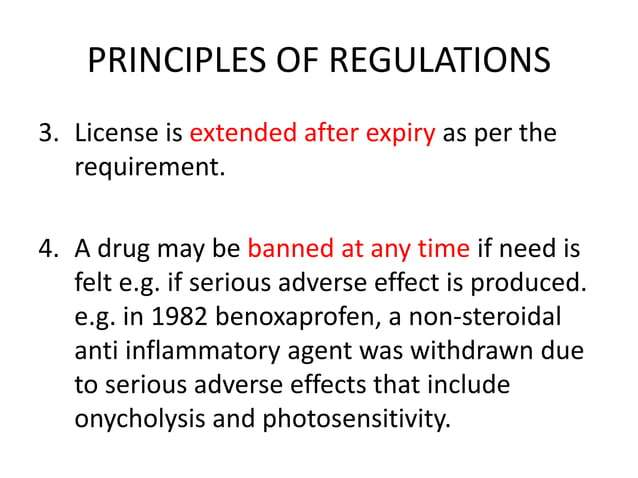 PRINCIPLES OF REGULATIONS
3. License is extended after expiry as per the
requirement.
4. A drug may be banned at any time if need is
felt e.g. if serious adverse effect is produced.
e.g. in 1982 benoxaprofen, a non-steroidal
anti inflammatory agent was withdrawn due
to serious adverse effects that include
onycholysis and photosensitivity.